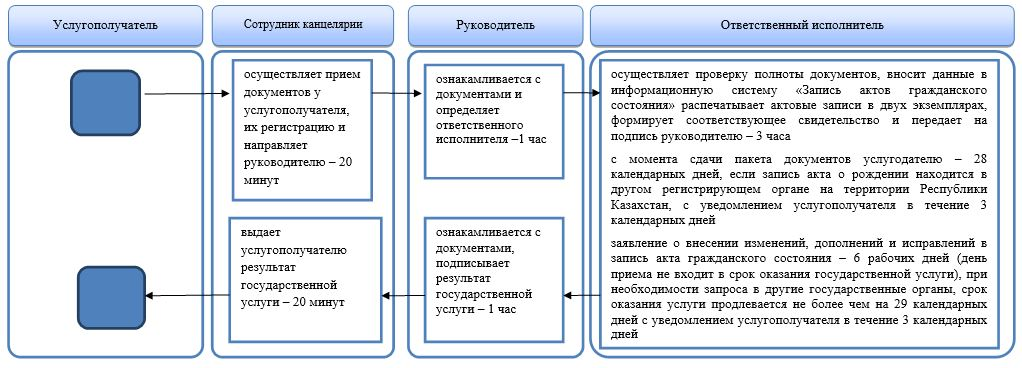 Услугополучатель
Сотрудник канцелярии
Руководитель
Ответственный исполнитель
осуществляет прием
документов у
услугополучателя,
их регистрацию и
направляет
руководителю – 20
минут
ознакамливается с
документами и
определяет
ответственного
исполнителя –1 час
осуществляет проверку полноты документов, вносит данные в
информационную систему «Запись актов гражданского
состояния» распечатывает актовые записи в двух экземплярах,
формирует соответствующее свидетельство и передает на
подпись руководителю – 3 часа
с момента сдачи пакета документов услугодателю – 28
календарных дней, если запись акта о рождении находится в
другом регистрирующем органе на территории Республики
Казахстан, с уведомлением услугополучателя в течение 3
календарных дней
заявление о внесении изменений, дополнений и исправлений в
запись акта гражданского состояния – 6 рабочих дней (день
приема не входит в срок оказания государственной услуги), при
необходимости запроса в другие государственные органы, срок
оказания услуги продлевается не более чем на 29 календарных
дней с уведомлением услугополучателя в течение 3 календарных
дней
выдает
услугополучателю
результат
государственной
услуги – 20 минут
ознакамливается с
документами,
подписывает
результат
государственной
услуги – 1 час